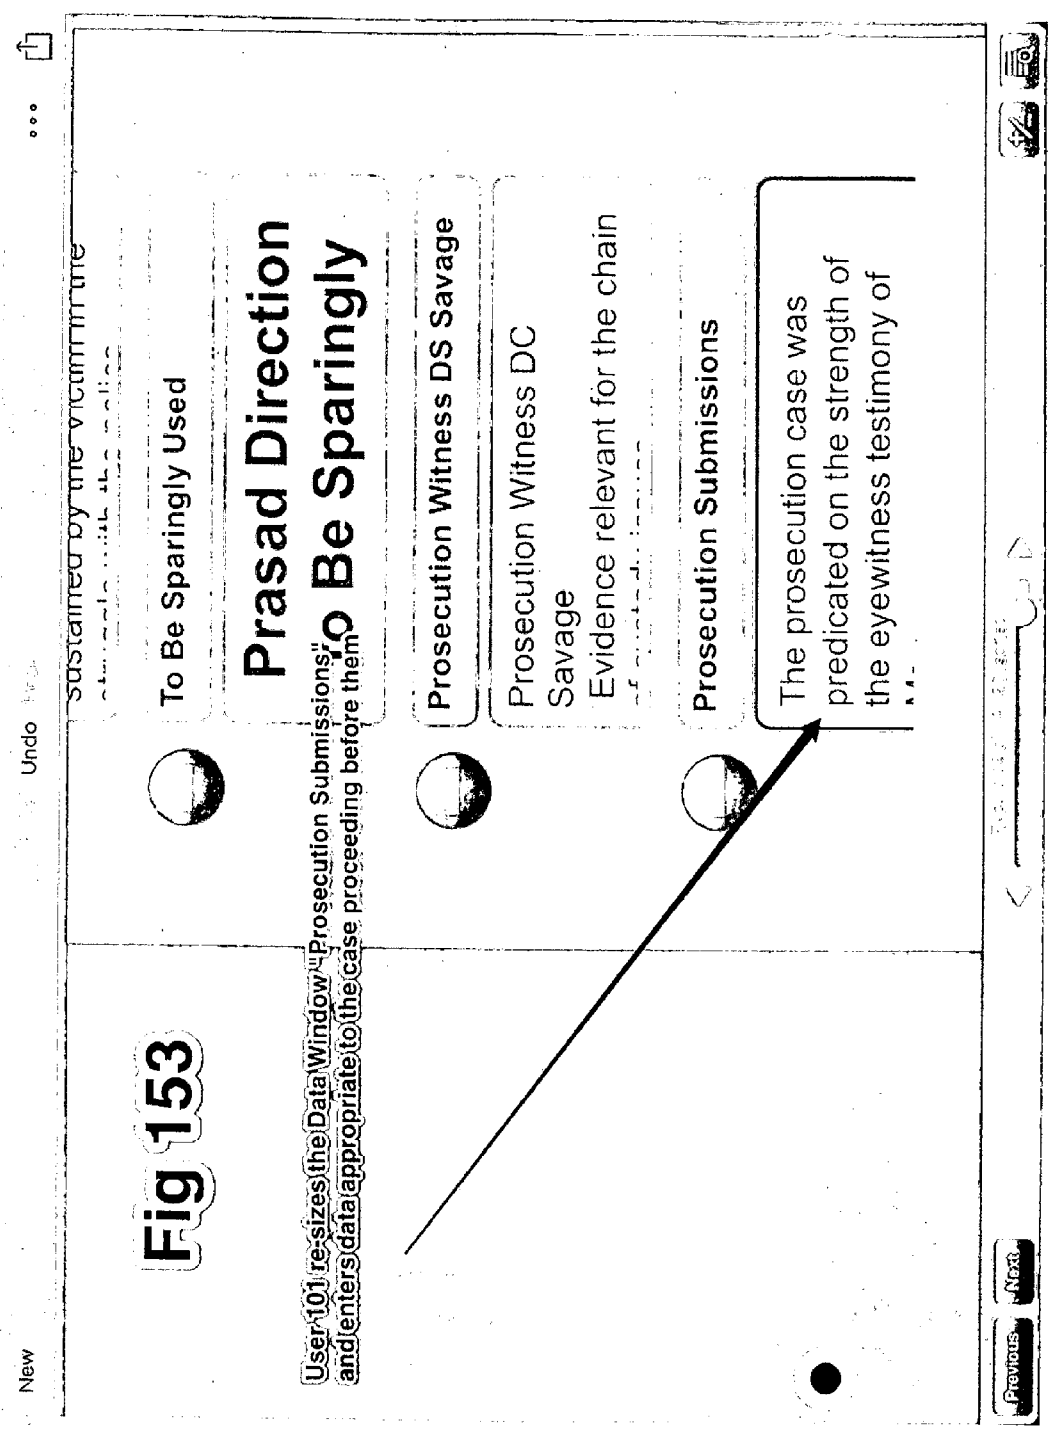 New
Undo
Fig 153
User 101 re-sizes the Data Window "Prosecution Submissions"
and enters data appropriate to the case proceeding before them
sustained by the victim in the
with the police
To Be Sparingly Used
Prasad Direction
To Be Sparingly
Prosecution Witness DS Savage
Prosecution Witness DC
Savage
Evidence relevant for the chain
Prosecution Submissions
The prosecution case was
predicated on the strength of
the eyewitness testimony of
Previous
Next